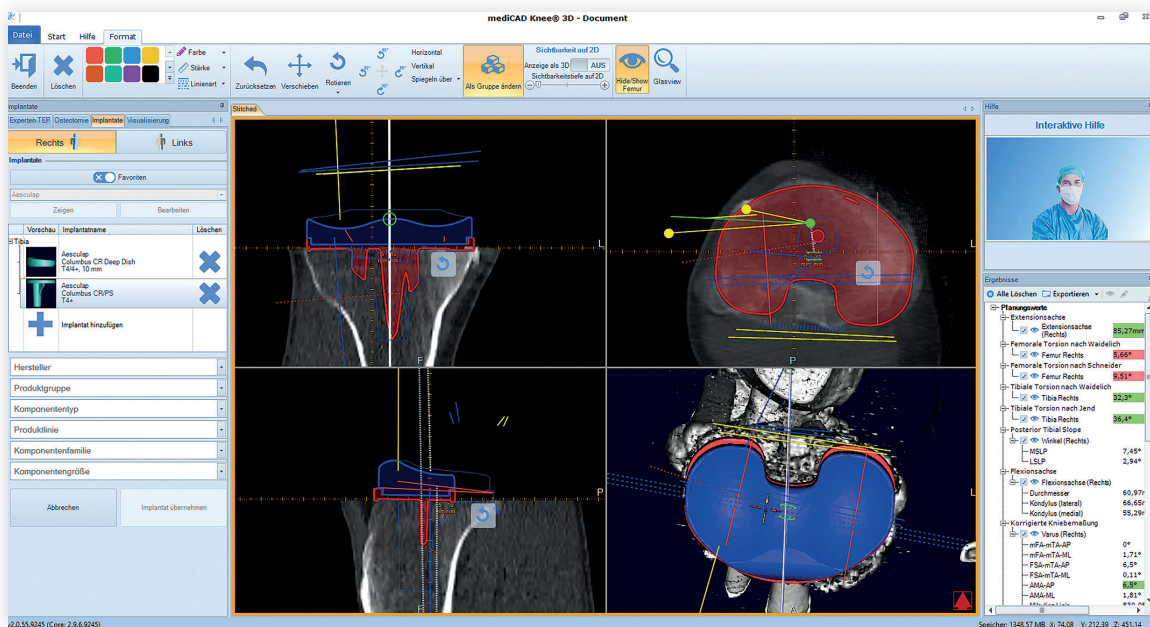 mediCAD Knee® 3D - Document
Datei Start Hilfe Format
Farbe
Stärke
Linienart
Beenden Löschen
Zurücksetzen Verschieben Rotieren
Horizontal
Vertikal
Spiegeln über
Als Gruppe ändern
Sichtbarkeit auf 2D
Anzeige als 3D AUS
Sichtbarkeitstiefe auf 2D
Hide/Show
Femur
Glasview
Implantate
Experten TEP Osteotomie Implantate Visualisierung
Rechts Links
Implantate
Favoriten
Aesculap
Zeigen Bearbeiten
Vorschau Implantatname Löschen
Tibia
Aesculap
Columbus CR Deep Dish
T4/4+, 10 mm
Aesculap
Columbus CR/PS
T4+
Implantat hinzufügen
Hersteller
Produktgruppe
Komponententyp
Produktlinie
Komponentenfamilie
Komponentengröße
Abbrechen Implantat übernehmen
Stitched
L
F
L
P
P
F
L
A
Hilfe
Interaktive Hilfe
Ergebnisse
Alle Löschen Exportieren
Planungswerte
Extensionsachse
Extensionsachse
(Rechts)
85,27mm
Femorale Torsion nach Waidelich
Femur Rechts 5,66°
Femorale Torsion nach Schneider
Femur Rechts 9,51°
Tibiale Torsion nach Waidelich
Tibia Rechts 32,3°
Tibiale Torsion nach Jend
Tibia Rechts 36,4°
Posterior Tibial Slope
Winkel (Rechts)
MSLP 7,45°
LSLP 2,94°
Flexionsachse
Flexionsachse (Rechts)
Durchmesser 60,97
Kondylus (lateral) 66,65
Kondylus (medial) 55,29
Korrigierte Kniebemaßung
Varus (Rechts)
mFA-mTA-AP 0°
mFA-mTA-ML 1,71°
FSA-mTA-AP 6,5°
FSA-mTA-ML 0,11°
AMA-AP 6,5°
AMA-ML 1,81°
v2.0.55.9245 (Core: 2.9.6.9245)
Speicher: 1348.57 MB X: 74.08 Y: 212.39 Z: 451.14